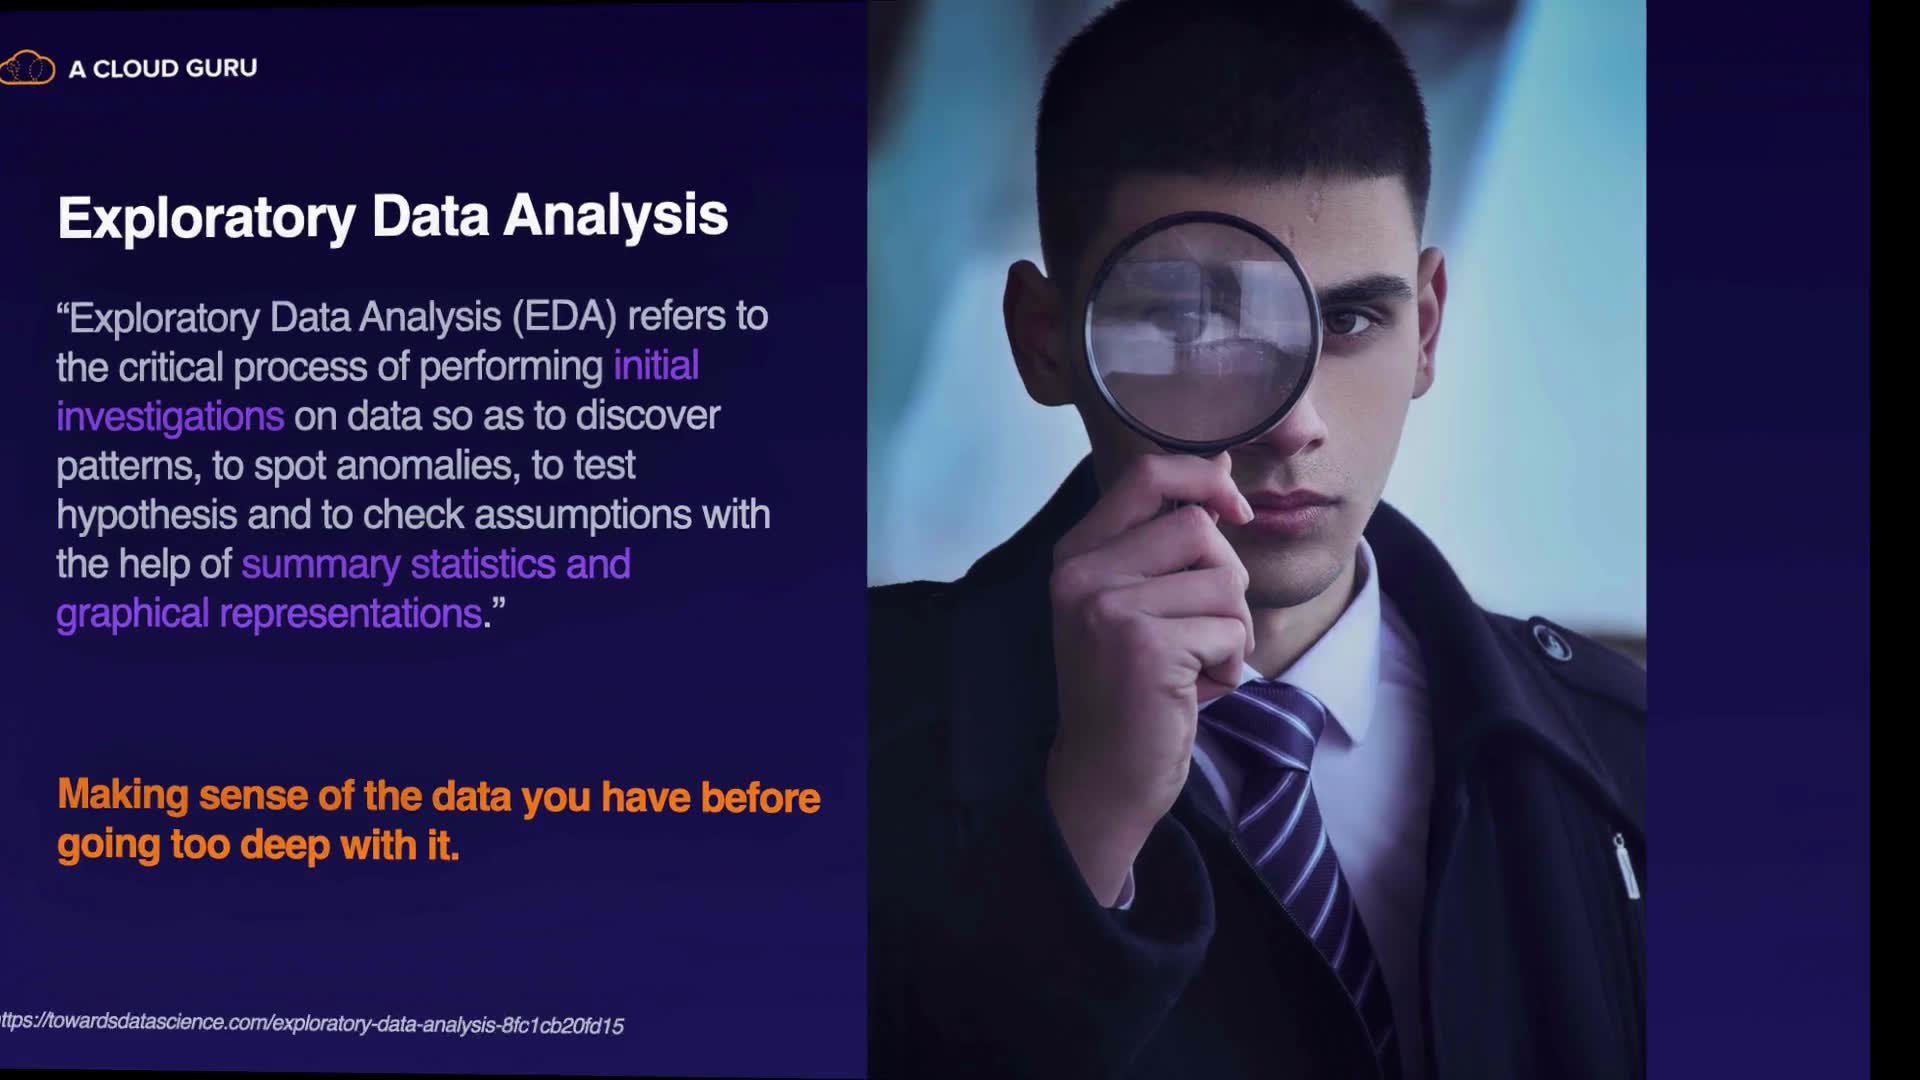 A CLOUD GURU
Exploratory Data Analysis
“Exploratory Data Analysis (EDA) refers to
the critical process of performing initial
investigations on data so as to discover
patterns, to spot anomalies, to test
hypothesis and to check assumptions with
the help of summary statistics and
graphical representations.”
Making sense of the data you have before
going too deep with it.
ttps://towardsdatascience.com/exploratory-data-analysis-8fc1cb20fd15